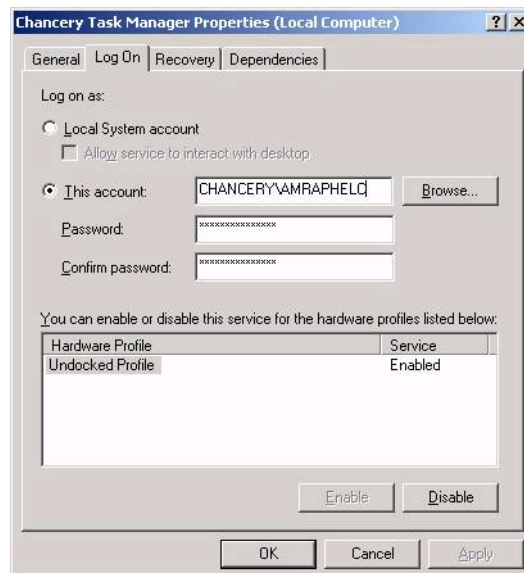 Chancery Task Manager Properties (Local Computer)
General Log On Recovery Dependencies
Log on as:
Local System account
Allow service to interact with desktop
This account: CHANCERY\AMRAPHELC Browse...
Password: ***************
Confirm password: ***************
You can enable or disable this service for the hardware profiles listed below:
Hardware Profile Service
Undocked Profile Enabled
Enable Disable
OK Cancel Apply